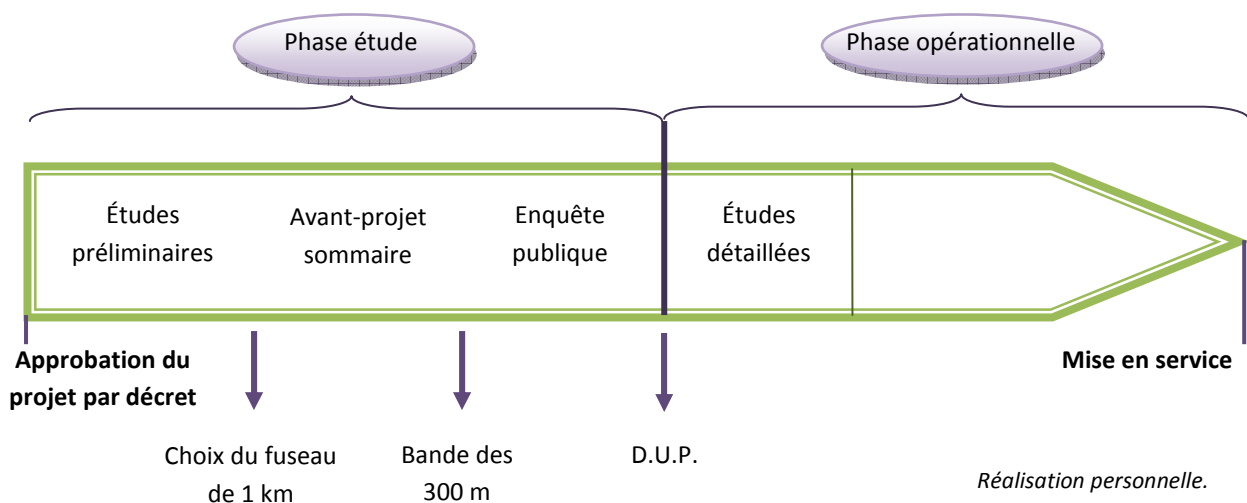 Phase étude
Phase opérationnelle
Études
préliminaires
Avant-projet
sommaire
Enquête
publique
Études
détaillées
Approbation du
projet par décret
Mise en service
Choix du fuseau
de 1 km
Bande des
300 m
D.U.P.
Réalisation personnelle.